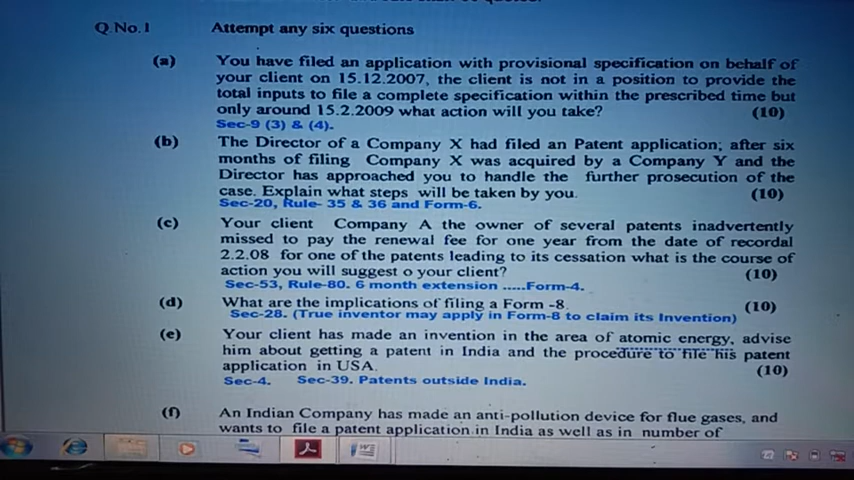 Q.No.1 Attempt any six questions
(a) You have filed an application with provisional specification on behalf of
your client on 15.12.2007, the client is not in a position to provide the
total inputs to file a complete specification within the prescribed time but
only around 15.2.2009 what action will you take? (10)
Sec-9 (3) & (4).
(b) The Director of a Company X had filed an Patent application; after six
months of filing Company X was acquired by a Company Y and the
Director has approached you to handle the further prosecution of the
case. Explain what steps will be taken by you. (10)
Sec-20, Rule- 35 & 36 and Form-6.
(c) Your client Company A the owner of several patents inadvertently
missed to pay the renewal fee for one year from the date of recordal
2.2.08 for one of the patents leading to its cessation what is the course of
action you will suggest o your client? (10)
Sec-53, Rule-80. 6 month extension .....Form-4.
(d) What are the implications of filing a Form -8. (10)
Sec-28. (True inventor may apply in Form-8 to claim its Invention)
(e) Your client has made an invention in the area of atomic energy, advise
him about getting a patent in India and the procedure to file his patent
application in USA. (10)
Sec-4. Sec-39. Patents outside India.
(f) An Indian Company has made an anti-pollution device for flue gases, and
wants to file a patent application in India as well as in number of